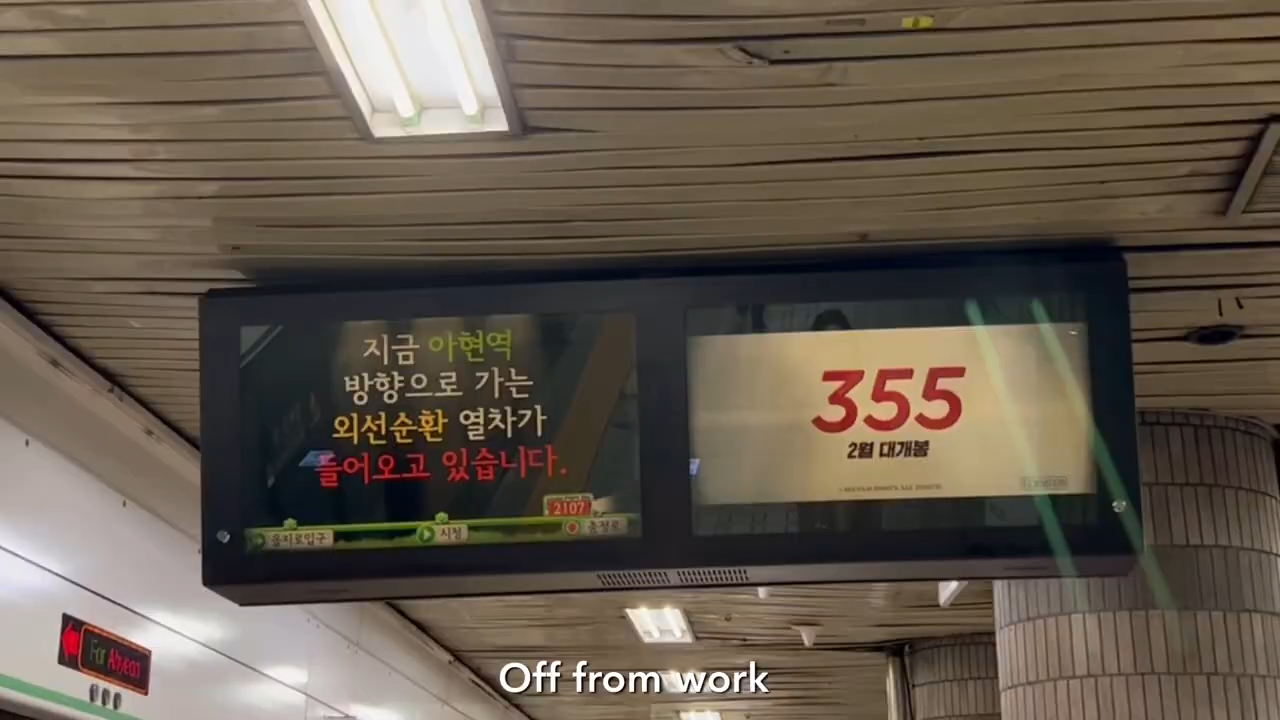 지금 아현역
방향으로 가는
외선순환 열차가
들어오고 있습니다.
2107
을지로입구
시청
충정로
355
2월 대개봉
For Ahyeon
Off from work